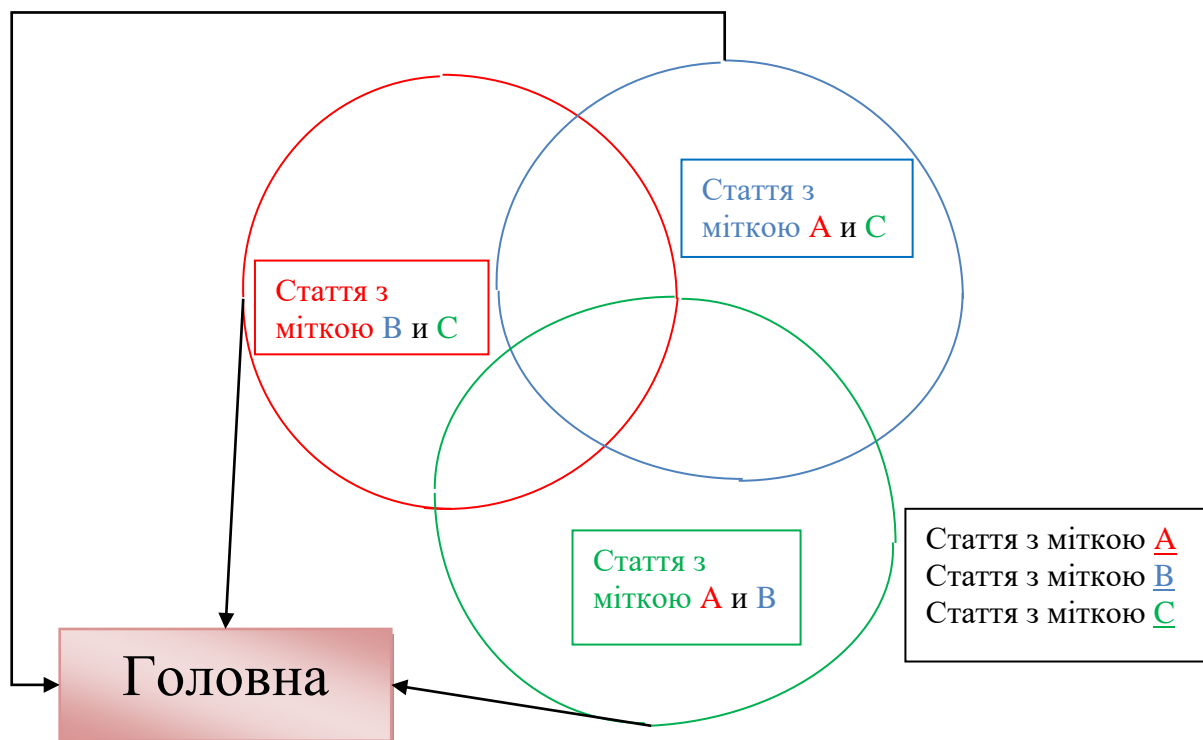 Стаття з
міткою А и С
Стаття з
міткою В и С
Стаття з
міткою А и В
Стаття з міткою А
Стаття з міткою В
Стаття з міткою С
Головна